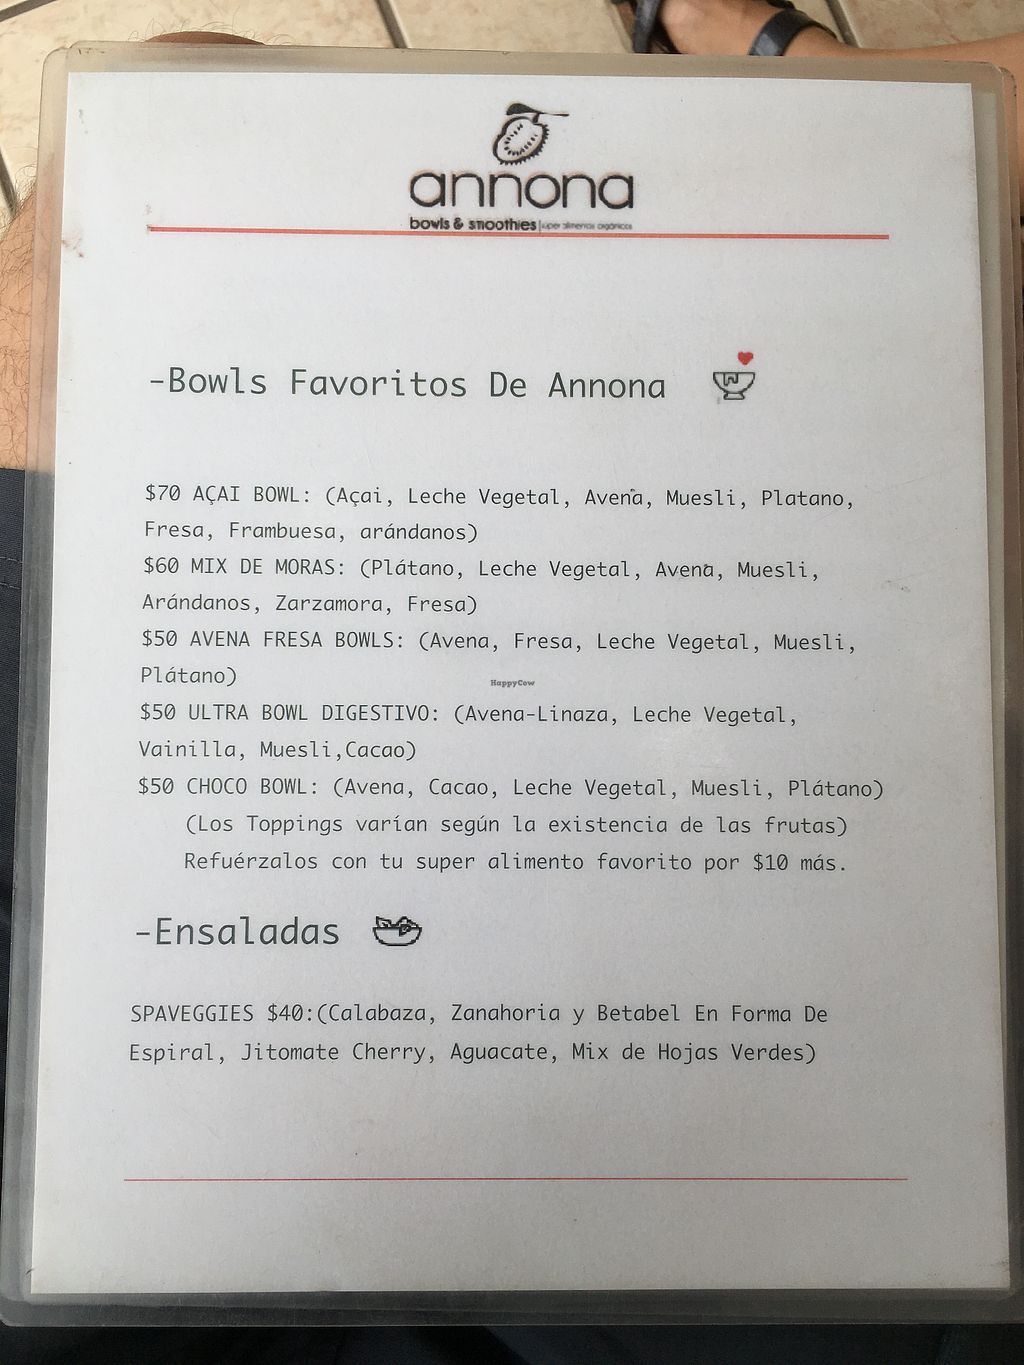 annona
bowls & smoothies|super alimentos orgánicos
-Bowls Favoritos De Annona
$70 AÇAI BOWL: (Açai, Leche Vegetal, Avena, Muesli, Platano,
Fresa, Frambuesa, arándanos)
$60 MIX DE MORAS: (Plátano, Leche Vegetal, Avena, Muesli,
Arándanos, Zarzamora, Fresa)
$50 AVENA FRESA BOWLS: (Avena, Fresa, Leche Vegetal, Muesli,
Plátano)
HappyCow
$50 ULTRA BOWL DIGESTIVO: (Avena-Linaza, Leche Vegetal,
Vainilla, Muesli,Cacao)
$50 CHOCO BOWL: (Avena, Cacao, Leche Vegetal, Muesli, Plátano)
(Los Toppings varían según la existencia de las frutas)
Refuérzalos con tu super alimento favorito por $10 más.
-Ensaladas
SPAVEGGIES $40:(Calabaza, Zanahoria y Betabel En Forma De
Espiral, Jitomate Cherry, Aguacate, Mix de Hojas Verdes)